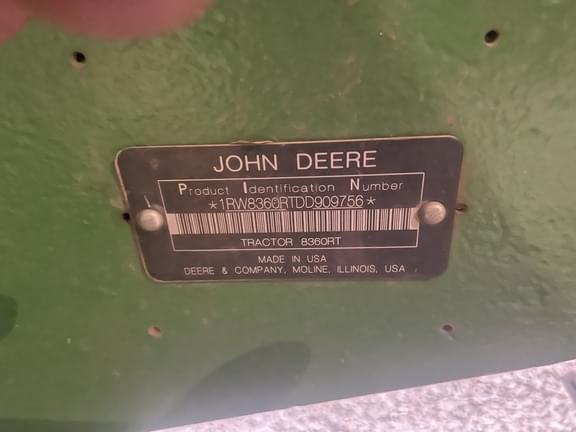 JOHN DEERE
Product Identification Number
*1RW8360RTDD909756*
TRACTOR 8360RT
MADE IN USA
DEERE & COMPANY, MOLINE, ILLINOIS, USA